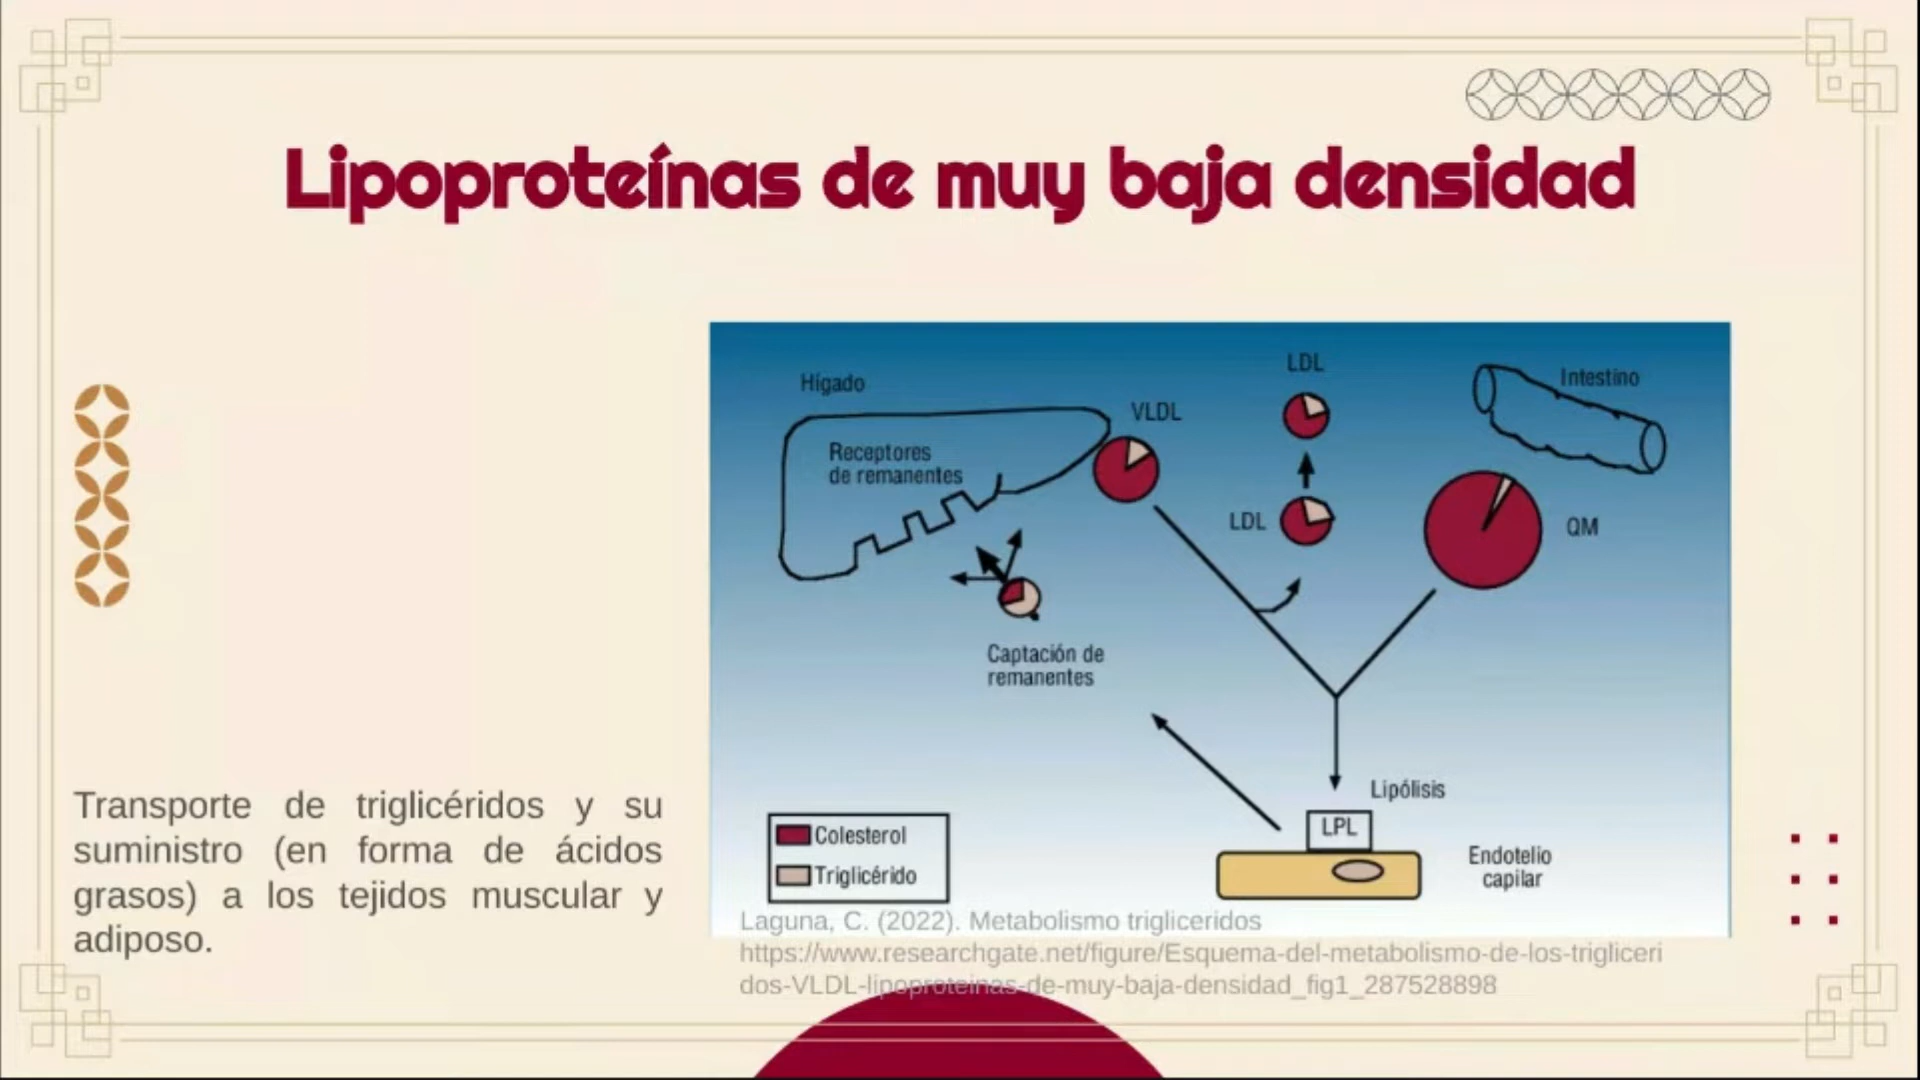 Lipoproteínas de muy baja densidad
Hígado
Receptores
de remanentes
VLDL
LDL
LDL
Intestino
QM
Captación de
remanentes
Lipólisis
LPL
Endotelio
capilar
Colesterol
Triglicérido
Transporte de triglicéridos y su
suministro (en forma de ácidos
grasos) a los tejidos muscular y
adiposo.
Laguna, C. (2022). Metabolismo trigliceridos
https://www.researchgate.net/figure/Esquema-del-metabolismo-de-los-trigliceri
dos-VLDL-lipoproteinas-de-muy-baja-densidad_fig1_287528898